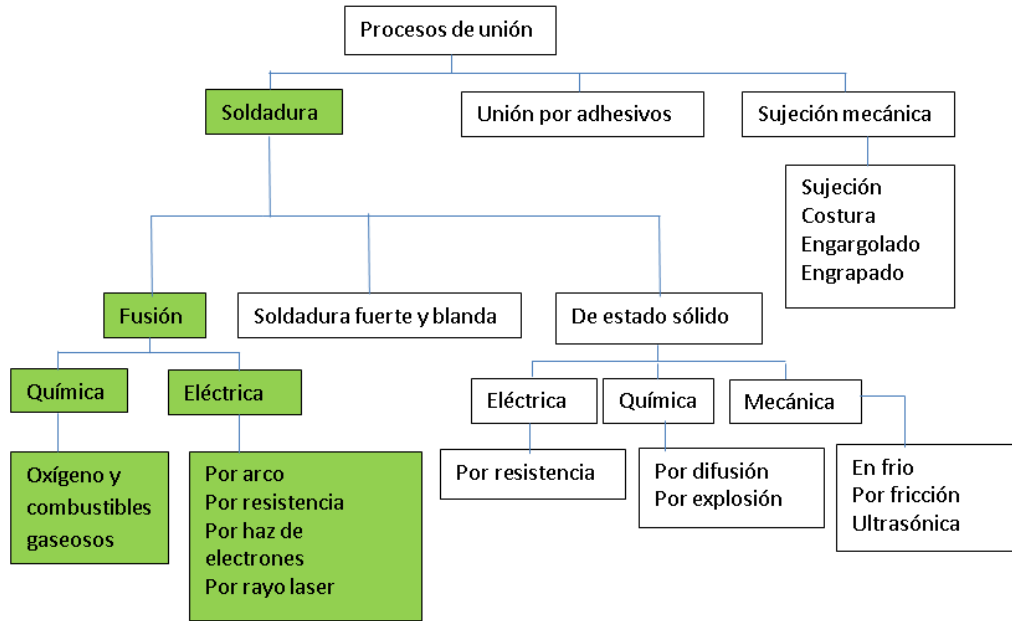 Procesos de unión
Soldadura
Unión por adhesivos
Sujeción mecánica
Sujeción
Costura
Engargolado
Engrapado
Fusión
Soldadura fuerte y blanda
De estado sólido
Química
Eléctrica
Eléctrica
Química
Mecánica
Oxígeno y
combustibles
gaseosos
Por arco
Por resistencia
Por haz de
electrones
Por rayo laser
Por resistencia
Por difusión
Por explosión
En frio
Por fricción
Ultrasónica